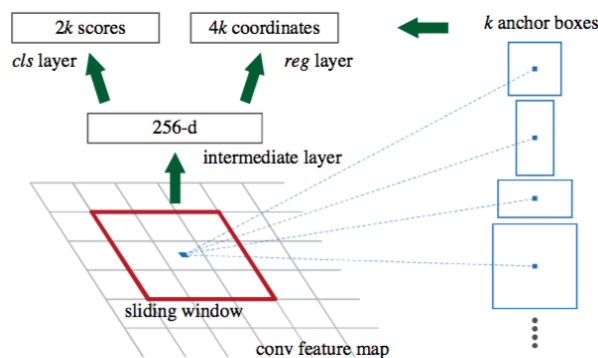 2k scores
4k coordinates
k anchor boxes
cls layer
reg layer
256-d
intermediate layer
sliding window
conv feature map